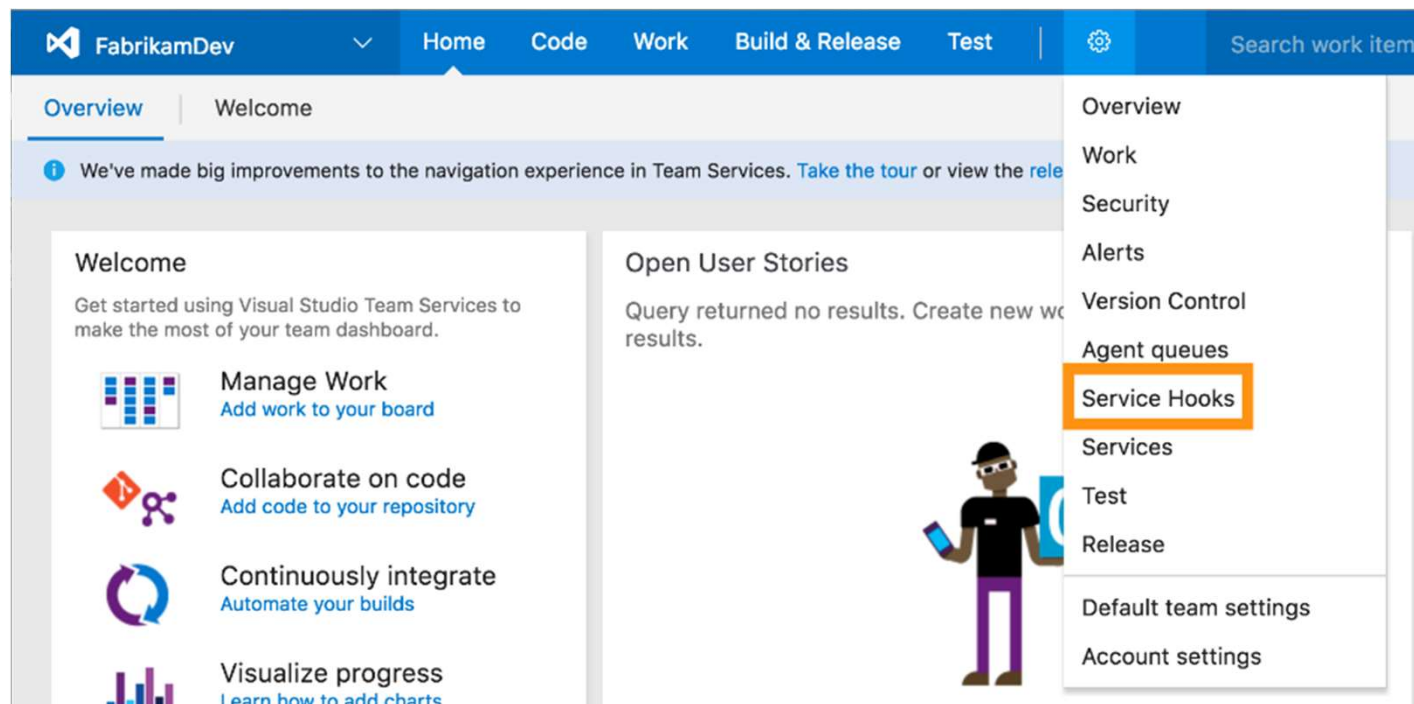 FabrikamDev Home Code Work Build & Release Test Search work item
Overview Welcome
We've made big improvements to the navigation experience in Team Services. Take the tour or view the rele
Welcome
Get started using Visual Studio Team Services to
make the most of your team dashboard.
Manage Work
Add work to your board
Collaborate on code
Add code to your repository
Continuously integrate
Automate your builds
Visualize progress
Learn how to add charts
Open User Stories
Query returned no results. Create new wo
results.
Overview
Work
Security
Alerts
Version Control
Agent queues
Service Hooks
Services
Test
Release
Default team settings
Account settings